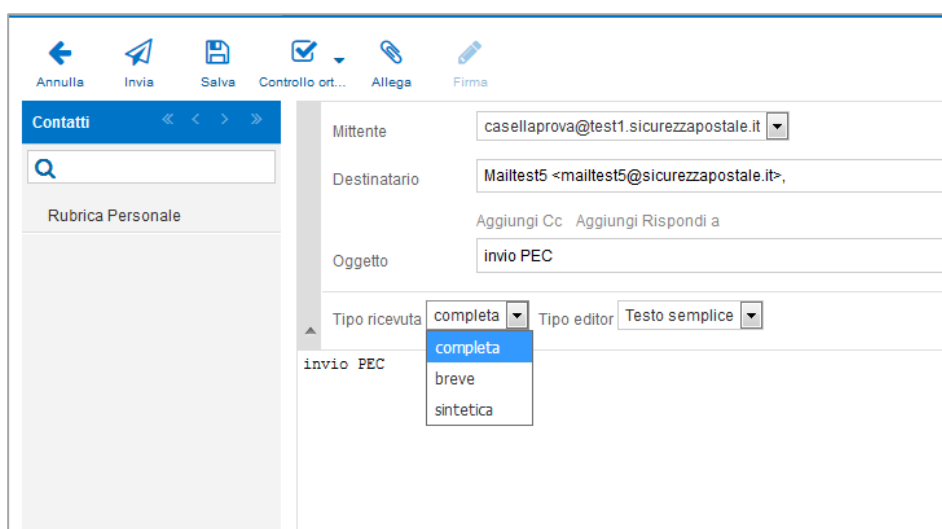 Annulla Invia Salva Controllo ort... Allega Firma
Contatti
Rubrica Personale
Mittente casellaprova@test1.sicurezzapostale.it
Destinatario Mailtest5 <mailtest5@sicurezzapostale.it>,
Aggiungi Cc Aggiungi Rispondi a
Oggetto invio PEC
Tipo ricevuta completa Tipo editor Testo semplice
completa
breve
sintetica
invio PEC